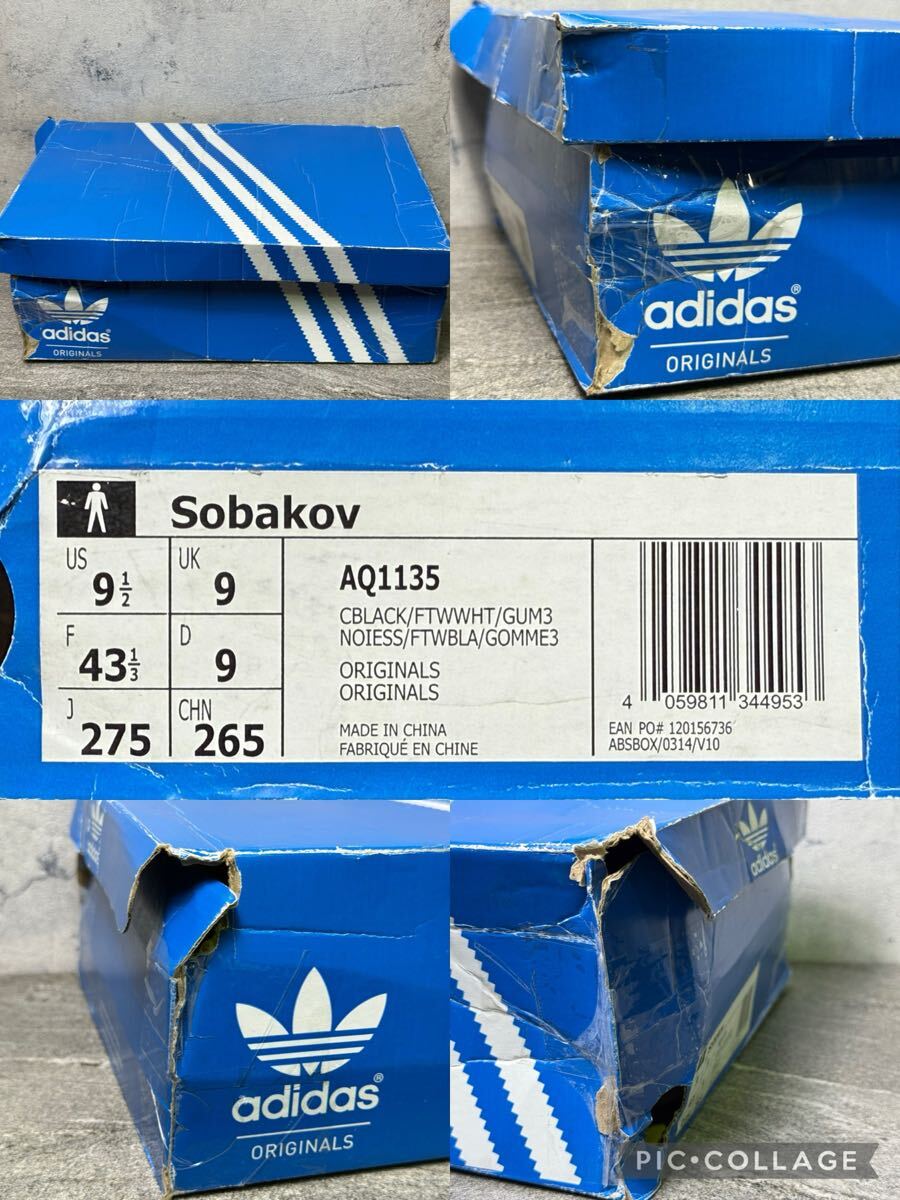 adidas
ORIGINALS
adidas®
ORIGINALS
Sobakov
US
9 1/2
UK
9
F
43 1/3
D
9
J
275
CHN
265
AQ1135
CBLACK/FTWWHT/GUM3
NOIESS/FTWBLA/GOMME3
ORIGINALS
ORIGINALS
MADE IN CHINA
FABRIQUÉ EN CHINE
4 059811 344953
EAN PO# 120156736
ABSBOX/0314/V10
adidas®
ORIGINALS
adidas
PIC•COLLAGE